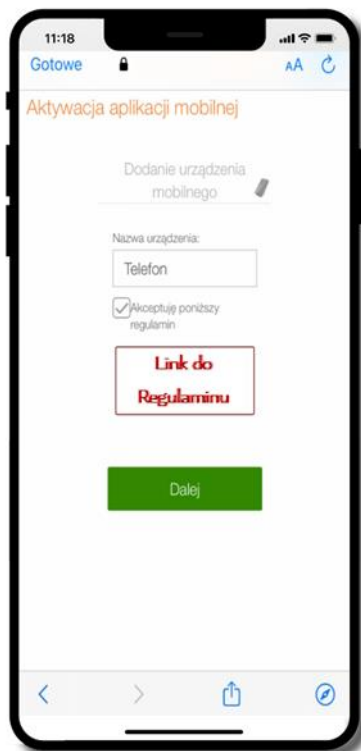 11:18
Gotowe
AA
Aktywacja aplikacji mobilnej
Dodanie urządzenia
mobilnego
Nazwa urządzenia:
Telefon
Akceptuję poniższy
regulamin
Link do
Regulaminu
Dalej